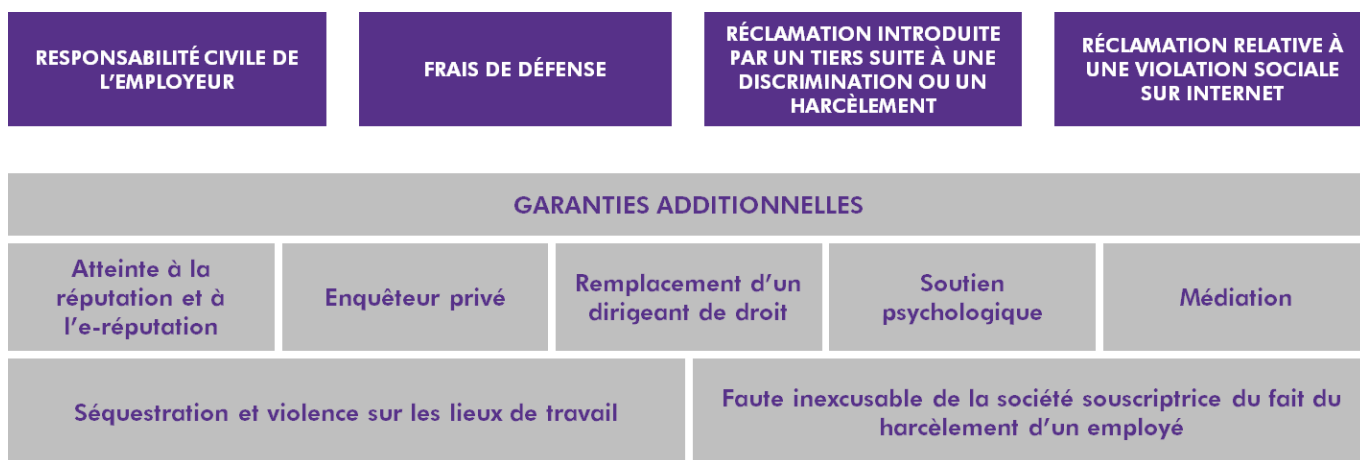 RESPONSABILITÉ CIVILE DE
L'EMPLOYEUR
FRAIS DE DÉFENSE
RÉCLAMATION INTRODUITE
PAR UN TIERS SUITE À UNE
DISCRIMINATION OU UN
HARCÈLEMENT
RÉCLAMATION RELATIVE À
UNE VIOLATION SOCIALE
SUR INTERNET
GARANTIES ADDITIONNELLES
Atteinte à la
réputation et à
l'e-réputation
Enquêteur privé
Remplacement d'un
dirigeant de droit
Soutien
psychologique
Médiation
Séquestration et violence sur les lieux de travail
Faute inexcusable de la société souscriptrice du fait du
harcèlement d'un employé